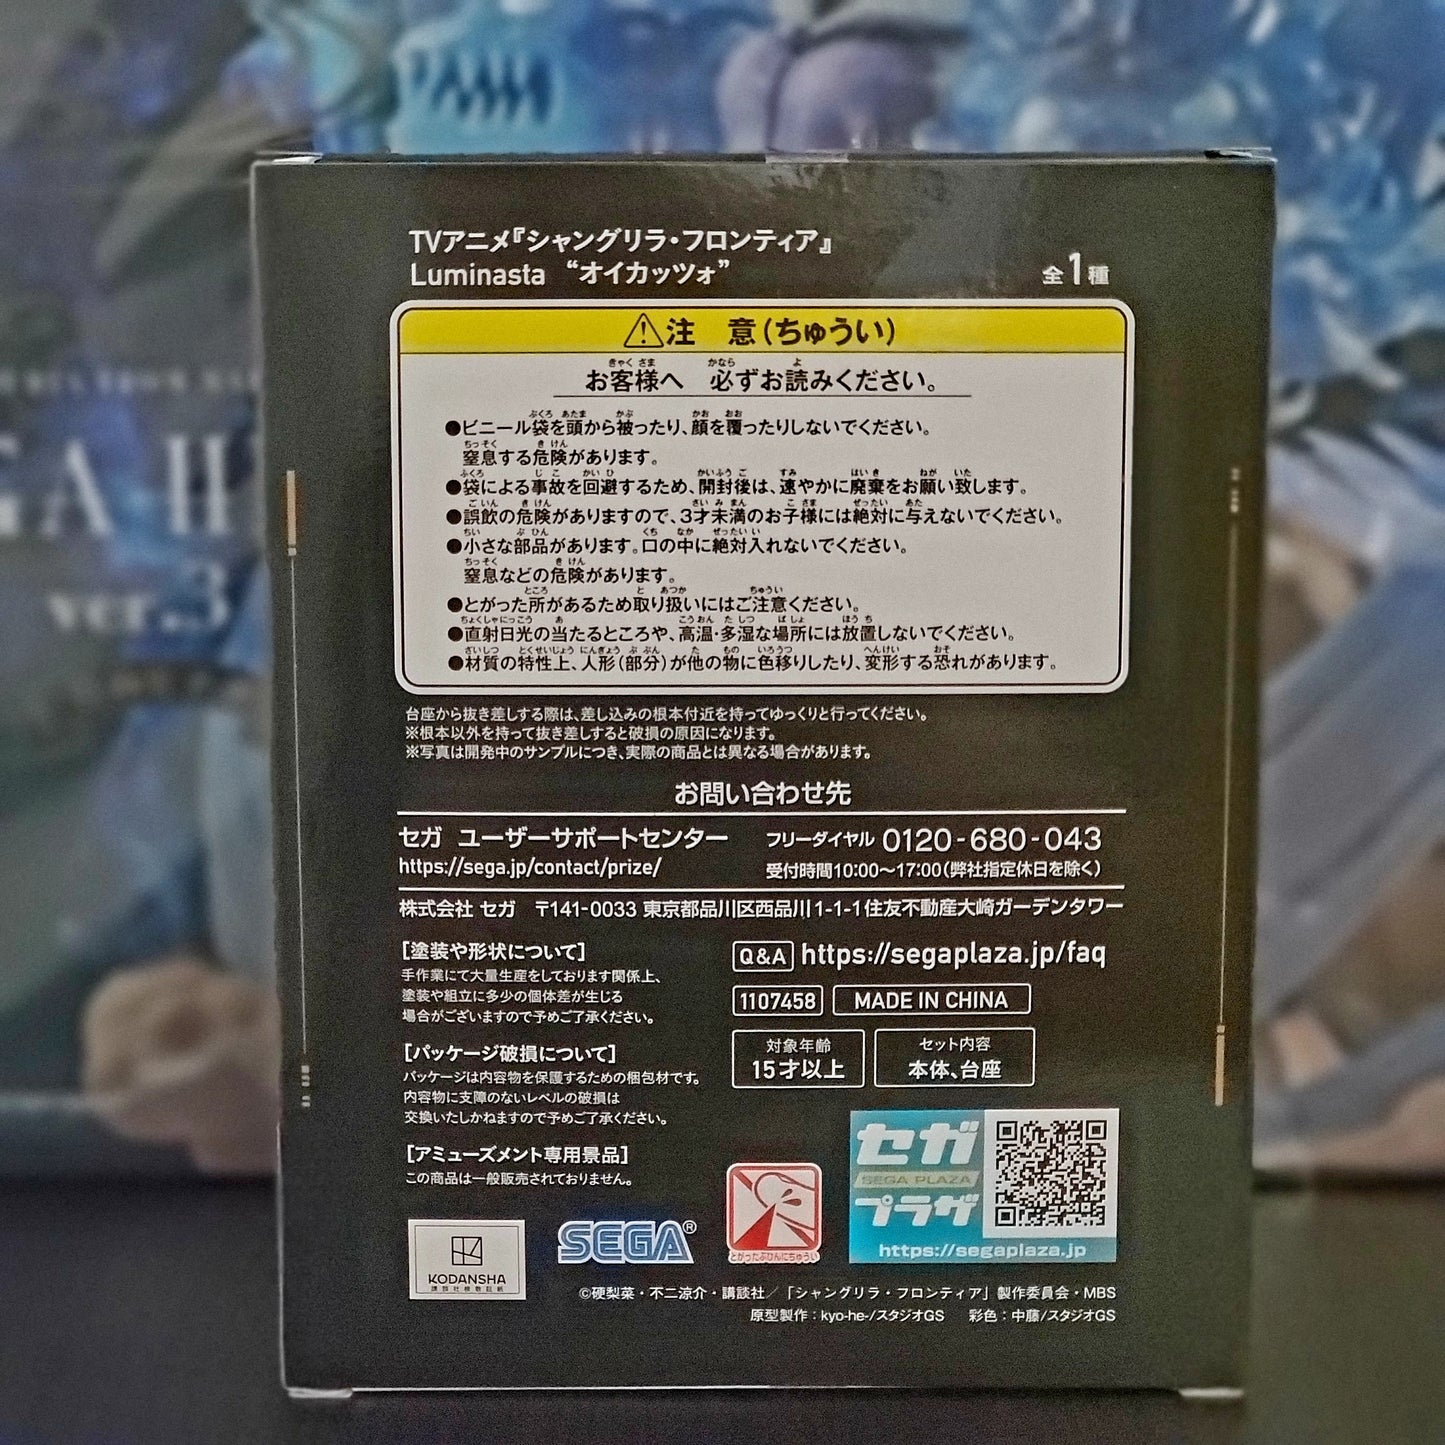 TVアニメ『シャングリラ・フロンティア』
Luminasta “オイカッツォ”
全1種
注 意(ちゅうい)
お客様へ 必ずお読みください。
●ビニール袋を頭から被ったり、顔を覆ったりしないでください。
窒息する危険があります。
●袋による事故を回避するため、開封後は、速やかに廃棄をお願い致します。
●誤飲の危険がありますので、3才未満のお子様には絶対に与えないでください。
●小さな部品があります。口の中に絶対入れないでください。
窒息などの危険があります。
●とがった所があるため取り扱いにはご注意ください。
●直射日光の当たるところや、高温・多湿な場所には放置しないでください。
●材質の特性上、人形(部分)が他の物に色移りしたり、変形する恐れがあります。
台座から抜き差しする際は、差し込みの根本付近を持ってゆっくりと行ってください。
※根本以外を持って抜き差しすると破損の原因になります。
※写真は開発中のサンプルにつき、実際の商品とは異なる場合があります。
お問い合わせ先
セガ ユーザーサポートセンター フリーダイヤル 0120-680-043
https://sega.jp/contact/prize/ 受付時間10:00〜17:00(弊社指定休日を除く)
株式会社 セガ 〒141-0033 東京都品川区西品川1-1-1住友不動産大崎ガーデンタワー
[塗装や形状について]
手作業にて大量生産をしております関係上、
塗装や組立に多少の個体差が生じる
場合がございますので予めご了承ください。
[パッケージ破損について]
パッケージは内容物を保護するための梱包材です。
内容物に支障のないレベルの破損は
交換いたしかねますので予めご了承ください。
[アミューズメント専用景品]
この商品は一般販売されておりません。
Q&A https://segaplaza.jp/faq
1107458 MADE IN CHINA
対象年齢
15才以上
セット内容
本体、台座
セガ
SEGA PLAZA
プラザ
https://segaplaza.jp
とがったぶひんにちゅうい
SEGA®
KODANSHA
講談社検数証紙
©硬梨菜・不二涼介・講談社/「シャングリラ・フロンティア」製作委員会・MBS
原型製作：kyo-he-/スタジオGS 彩色：中藤/スタジオGS
ver.3